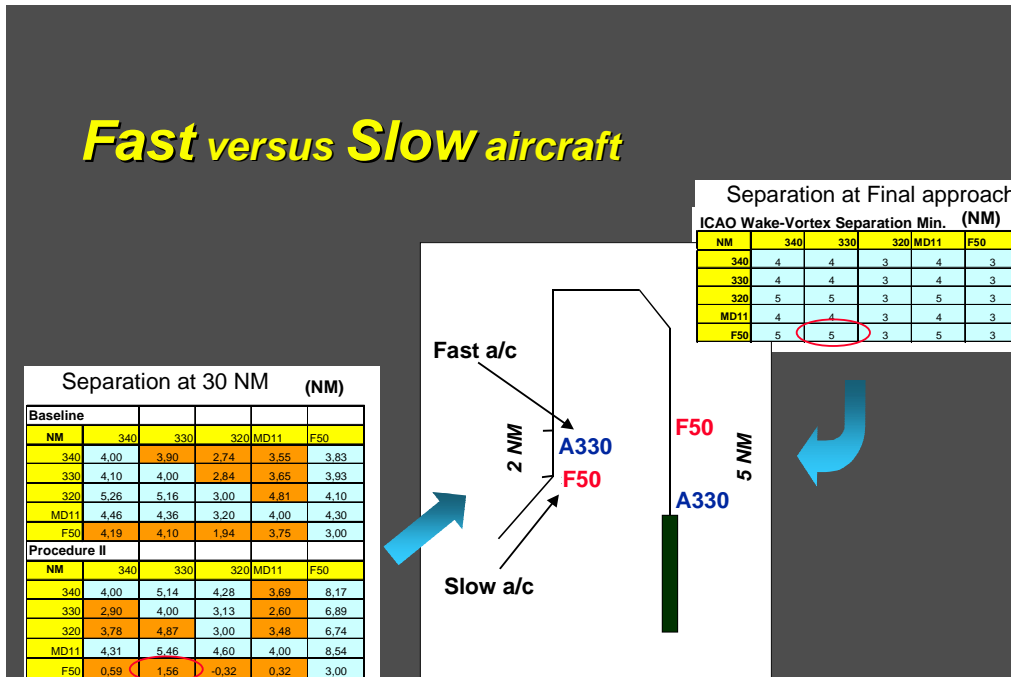 Fast versus Slow aircraft
Separation at Final approach
ICAO Wake-Vortex Separation Min. (NM)
NM 340 330 320 MD11 F50
340 4 4 3 4 3
330 4 4 3 4 3
320 5 5 3 5 3
MD11 4 4 3 4 3
F50 5 5 3 5 3
Fast a/c
2 NM
A330
F50
Slow a/c
F50
5 NM
A330
Separation at 30 NM (NM)
Baseline
NM 340 330 320 MD11 F50
340 4,00 3,90 2,74 3,55 3,83
330 4,10 4,00 2,84 3,65 3,93
320 5,26 5,16 3,00 4,81 4,10
MD11 4,46 4,36 3,20 4,00 4,30
F50 4,19 4,10 1,94 3,75 3,00
Procedure II
NM 340 330 320 MD11 F50
340 4,00 5,14 4,28 3,69 8,17
330 2,90 4,00 3,13 2,60 6,89
320 3,78 4,87 3,00 3,48 6,74
MD11 4,31 5,46 4,60 4,00 8,54
F50 0,59 1,56 -0,32 0,32 3,00